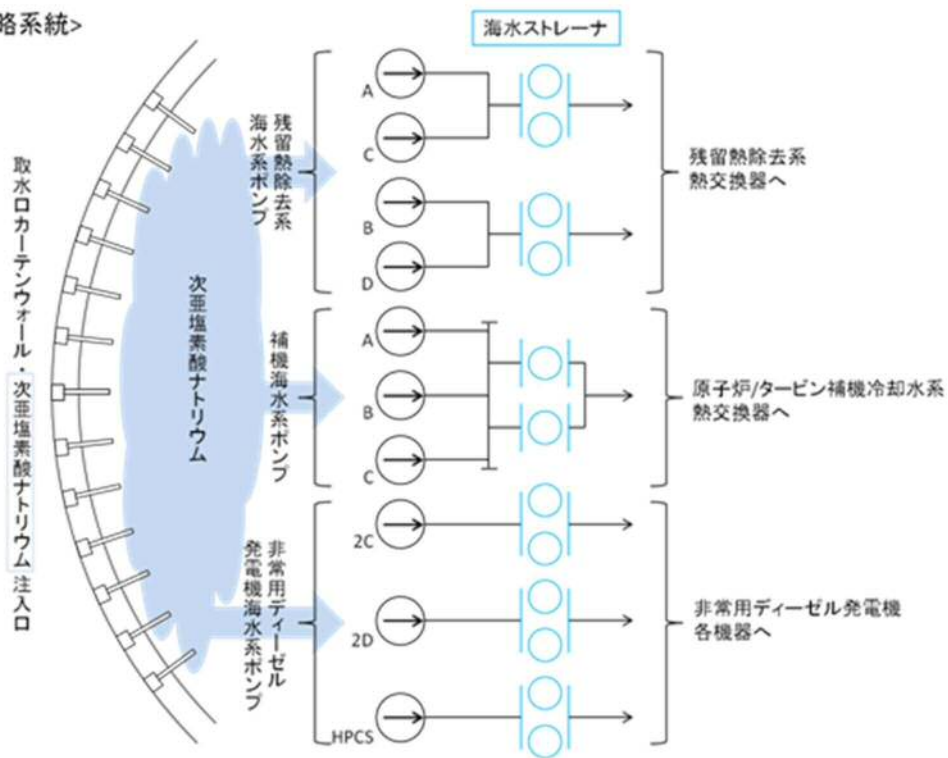 略系統>
海水ストレーナ
取水口カーテンウォール・次亜塩素酸ナトリウム注入口
次亜塩素酸ナトリウム
残留熱除去系
海水系ポンプ
A
C
B
D
残留熱除去系
熱交換器へ
補機海水系ポンプ
A
B
C
原子炉/タービン補機冷却水系
熱交換器へ
非常用ディーゼル
発電機海水系ポンプ
2C
2D
HPCS
非常用ディーゼル発電機
各機器へ